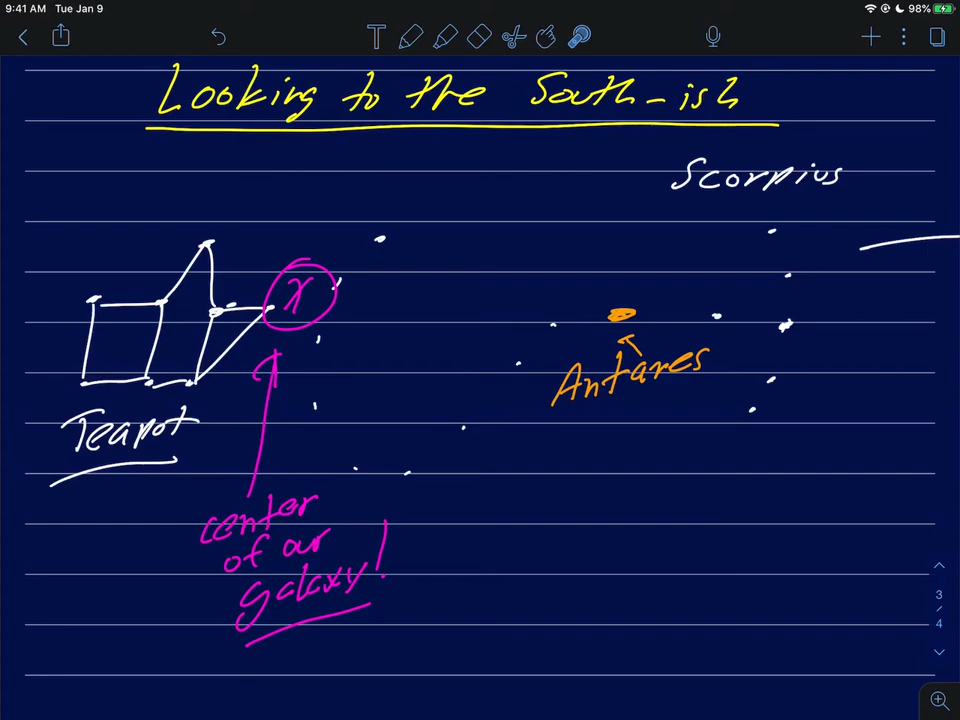 9:41 AM Tue Jan 9
98%
Looking to the South-ish
Scorpius
X
Antares
Teapot
center
of our
galaxy!
3
/
4